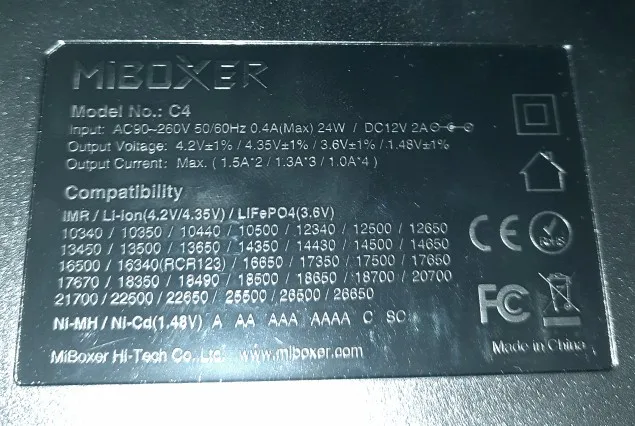 MiBOXER
Model No.: C4
Input: AC90~260V 50/60Hz 0.4A(Max) 24W / DC12V 2A
Output Voltage: 4.2V±1% / 4.35V±1% / 3.6V±1% / 1.48V±1%
Output Current: Max. ( 1.5A*2 / 1.3A*3 / 1.0A*4 )
Compatibility
IMR / Li-ion(4.2V/4.35V) / LiFePO4(3.6V)
10340 / 10350 / 10440 / 10500 / 12340 / 12500 / 12650
13450 / 13500 / 13650 / 14350 / 14430 / 14500 / 14650
16500 / 16340(RCR123) / 16650 / 17350 / 17500 / 17650
17670 / 18350 / 18490 / 18500 / 18650 / 18700 / 20700
21700 / 22500 / 22650 / 25500 / 26500 / 26650
Ni-MH / Ni-Cd(1.48V) A AA AAA AAAA C SC
MiBoxer Hi-Tech Co., Ltd. www.miboxer.com
CE RoHS
FC
Made in China